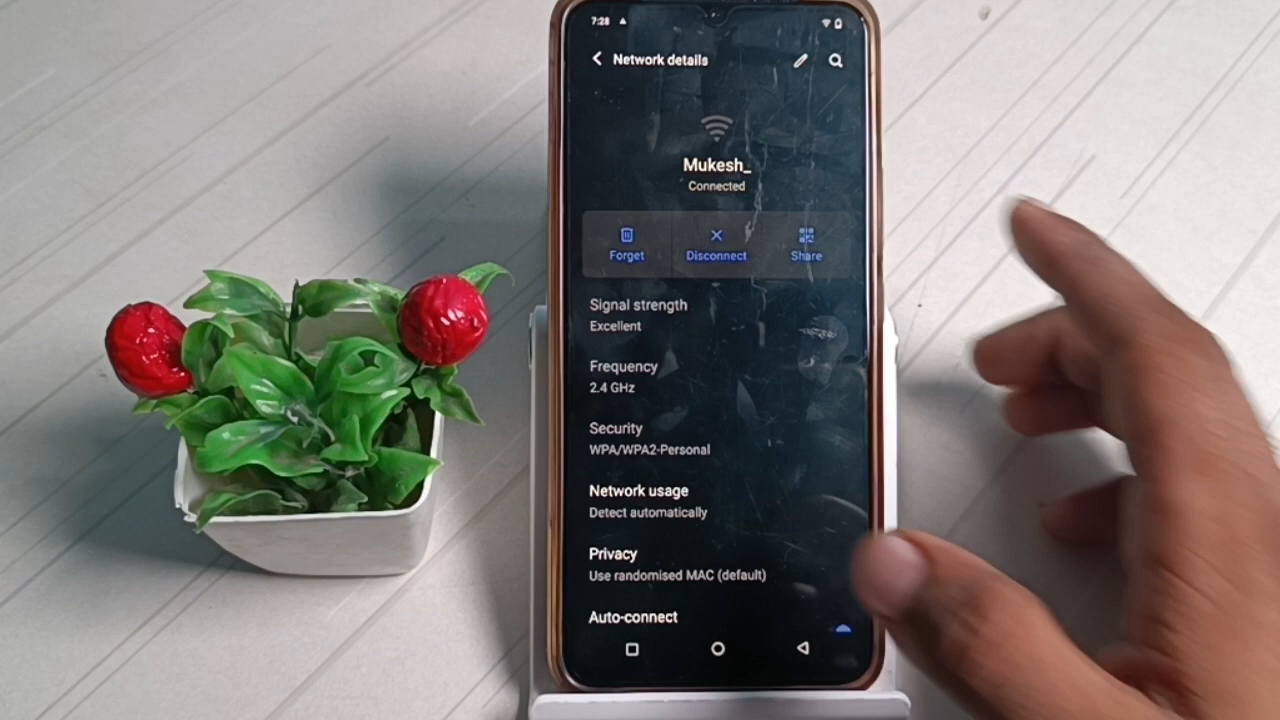 7:28
Network details
Mukesh_
Connected
Forget Disconnect Share
Signal strength
Excellent
Frequency
2.4 GHz
Security
WPA/WPA2-Personal
Network usage
Detect automatically
Privacy
Use randomised MAC (default)
Auto-connect